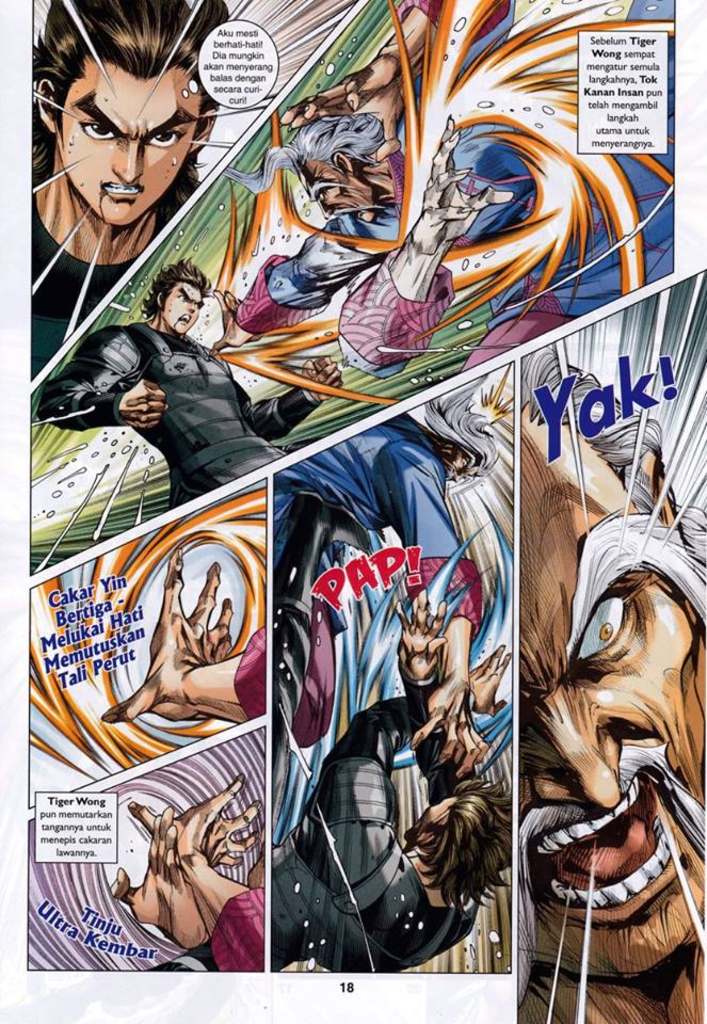 Aku mesti
berhati-hati!
Dia mungkin
akan menyerang
balas dengan
secara curi-
curi!
Sebelum Tiger
Wong sempat
mengatur semula
langkahnya, Tok
Kanan Insan pun
telah mengambil
langkah
utama untuk
menyerangnya.
Yak!
PAP!
Cakar Yin
Bertiga -
Melukai Hati
Memutuskan
Tali Perut
Tiger Wong
pun memutarkan
tangannya untuk
menepis cakaran
lawannya.
Tinju
Ultra Kembar
18